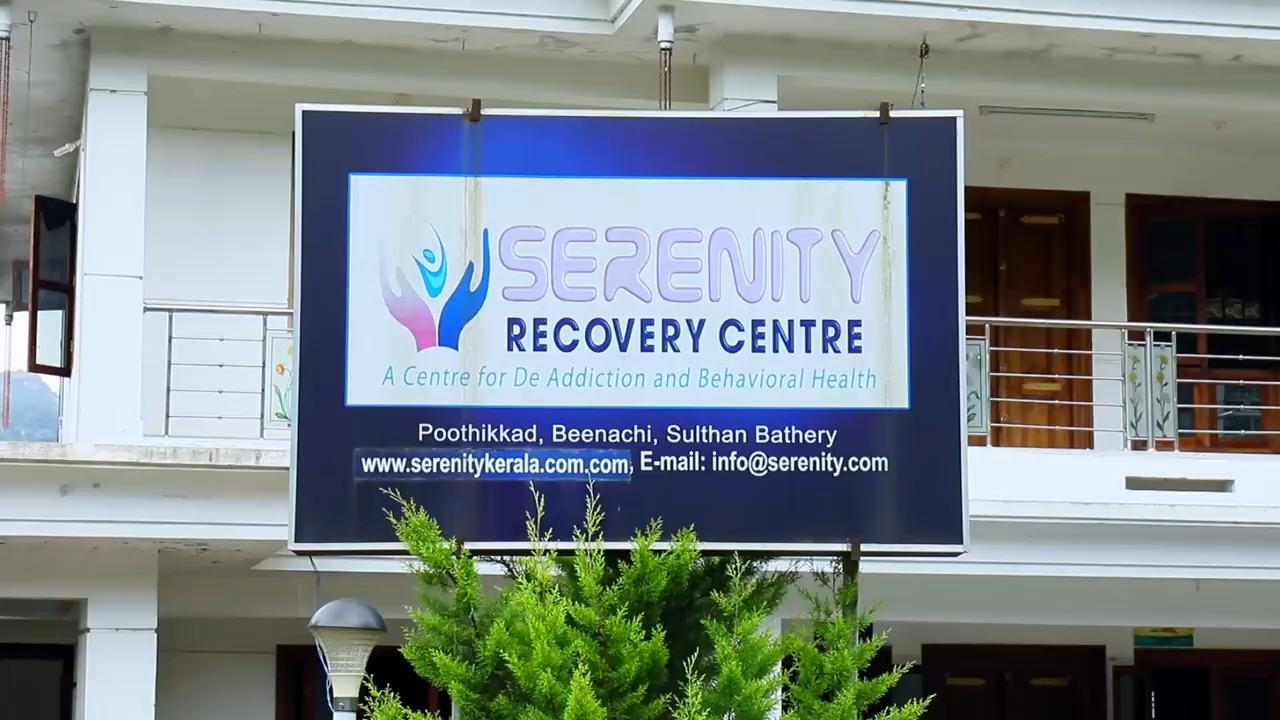 SERENITY
RECOVERY CENTRE
A Centre for De Addiction and Behavioral Health
Poothikkad, Beenachi, Sulthan Bathery
www.serenitykerala.com.com, E-mail: info@serenity.com